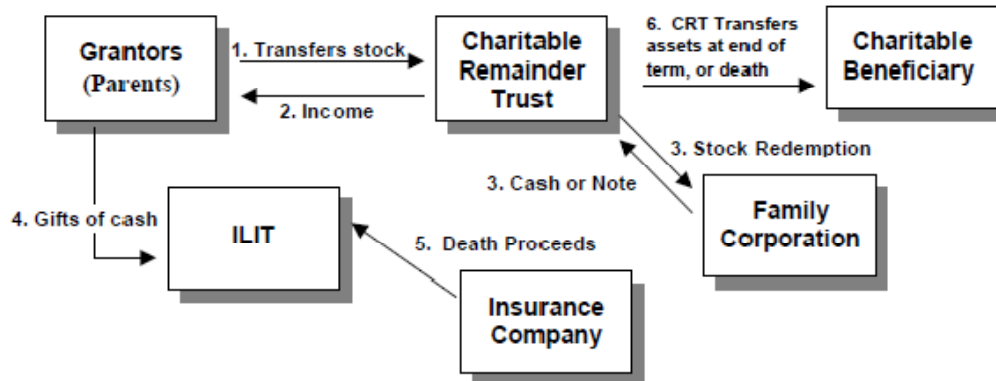 Grantors
(Parents)
1. Transfers stock
2. Income
Charitable
Remainder
Trust
6. CRT Transfers
assets at end of
term, or death
Charitable
Beneficiary
3. Stock Redemption
3. Cash or Note
Family
Corporation
4. Gifts of cash
ILIT
5. Death Proceeds
Insurance
Company